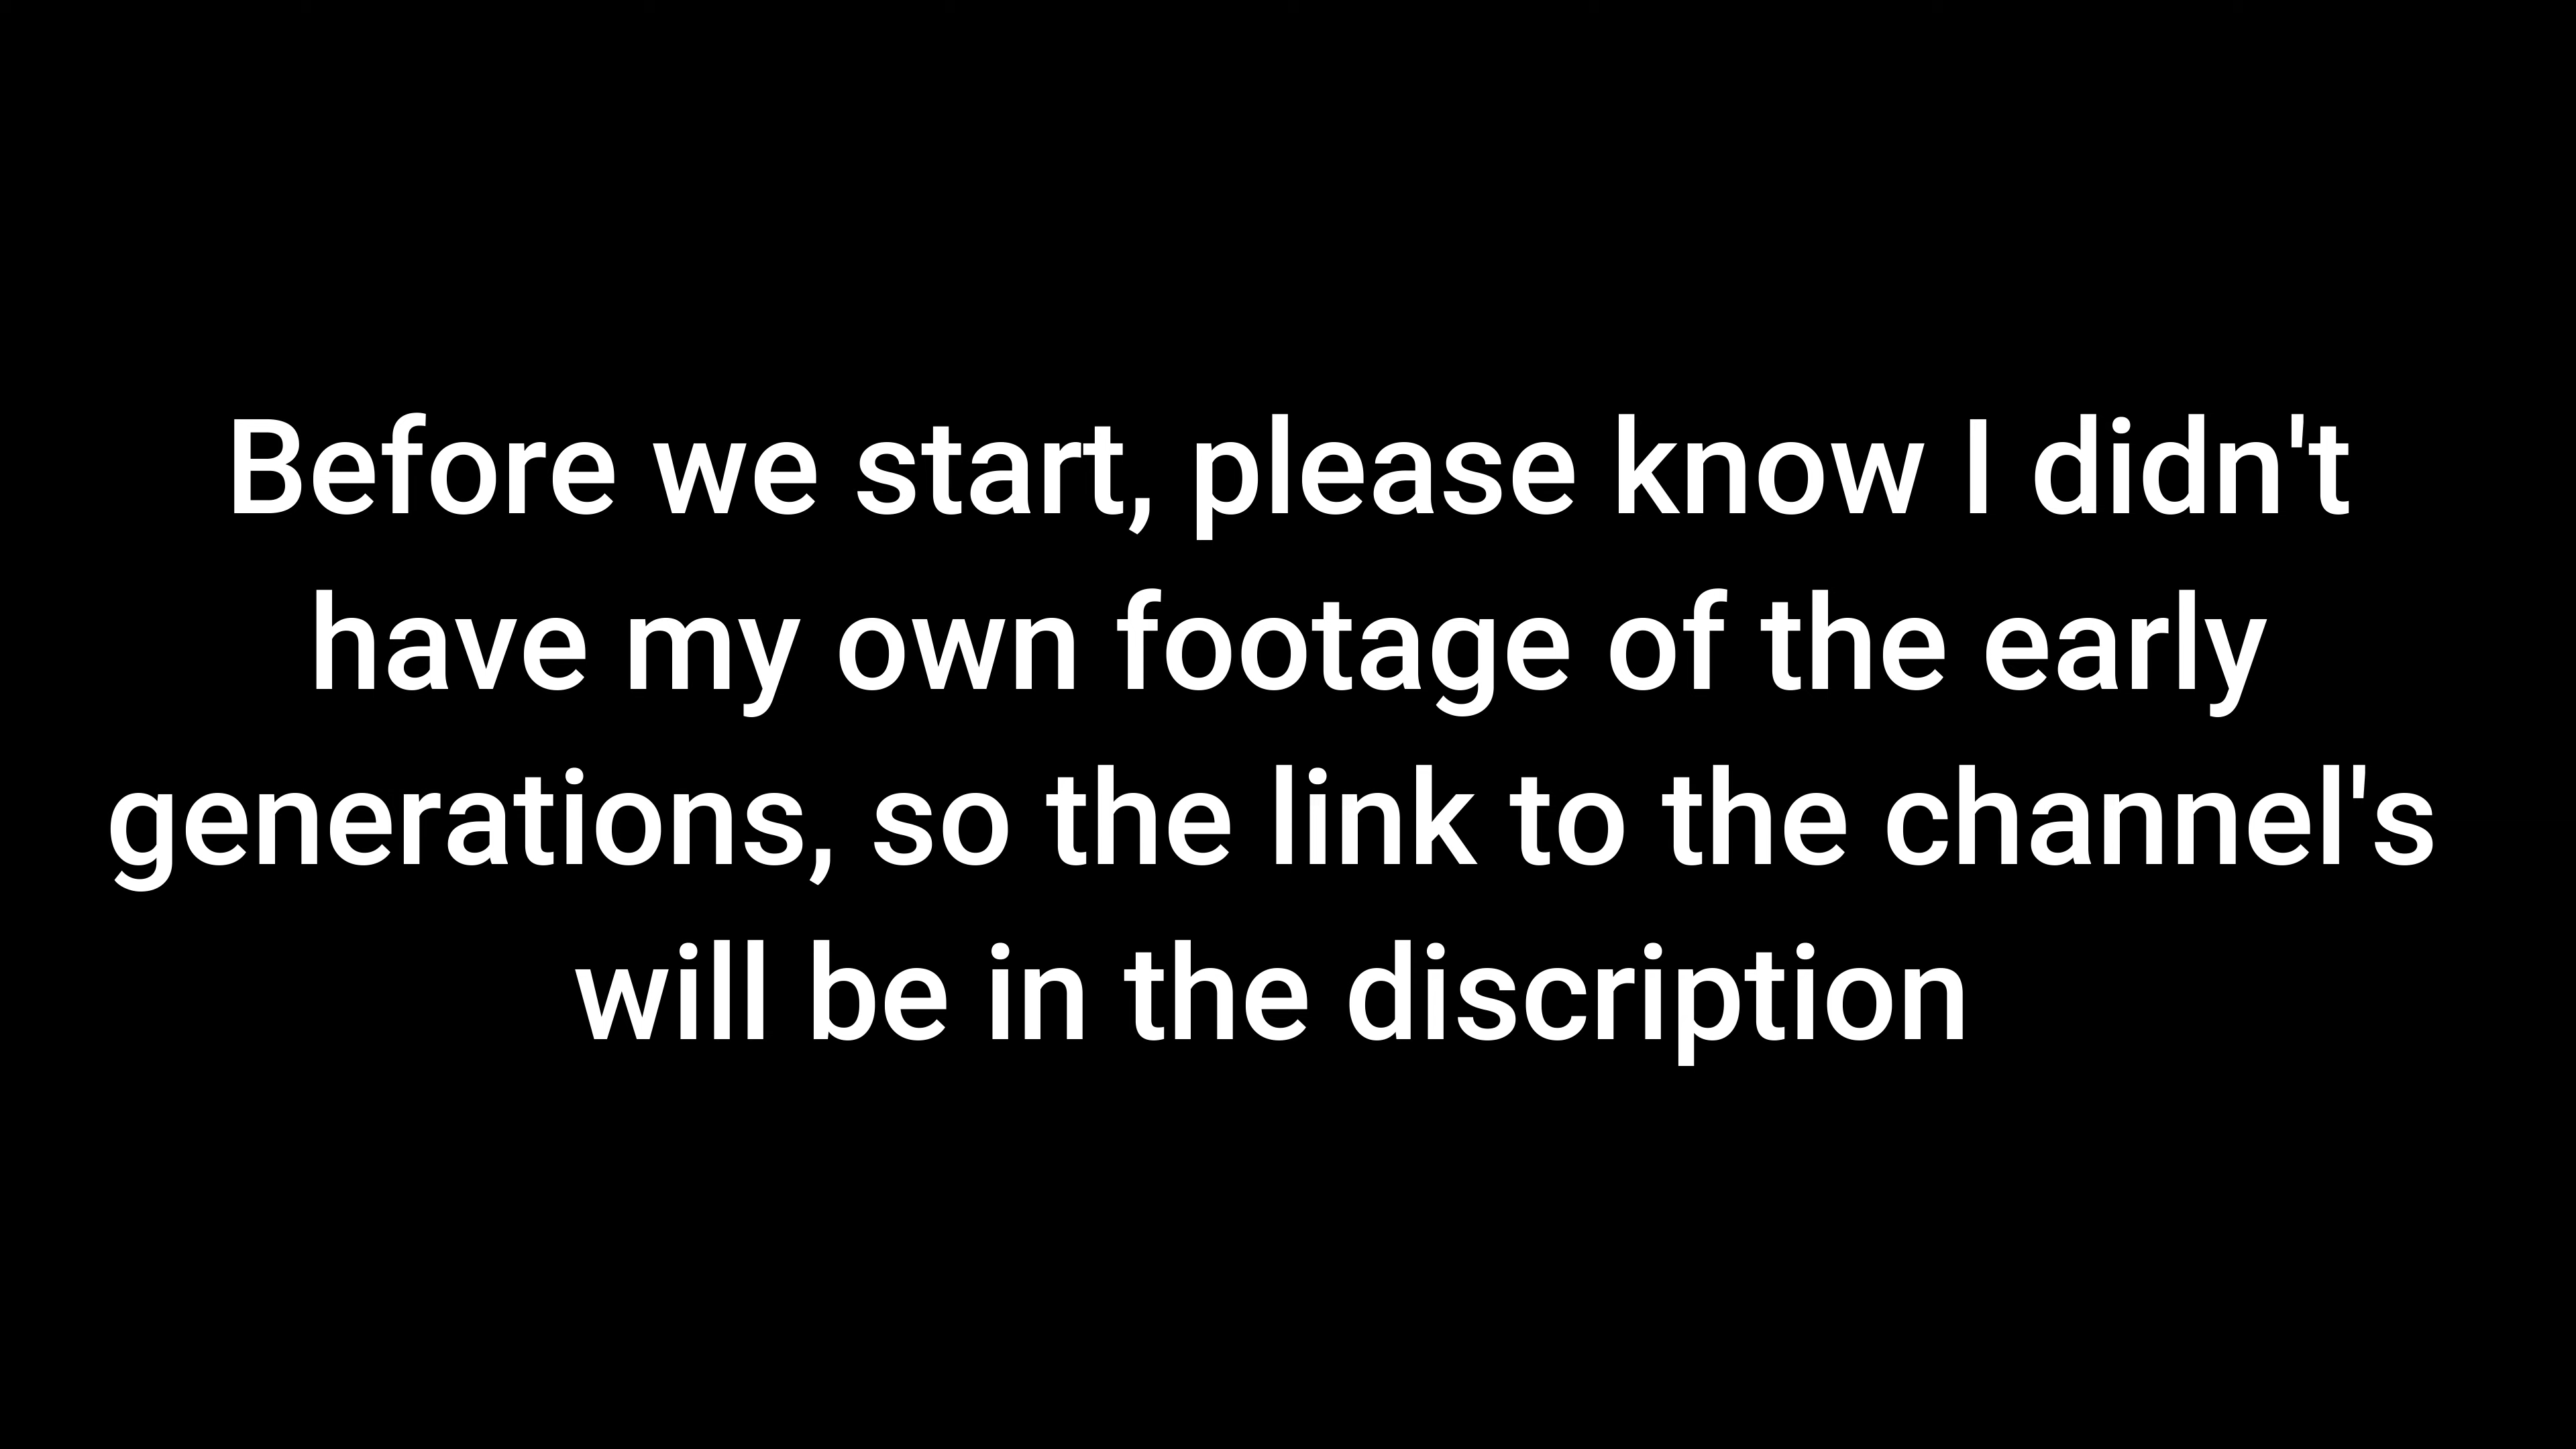 Before we start, please know I didn't
have my own footage of the early
generations, so the link to the channel's
will be in the discription